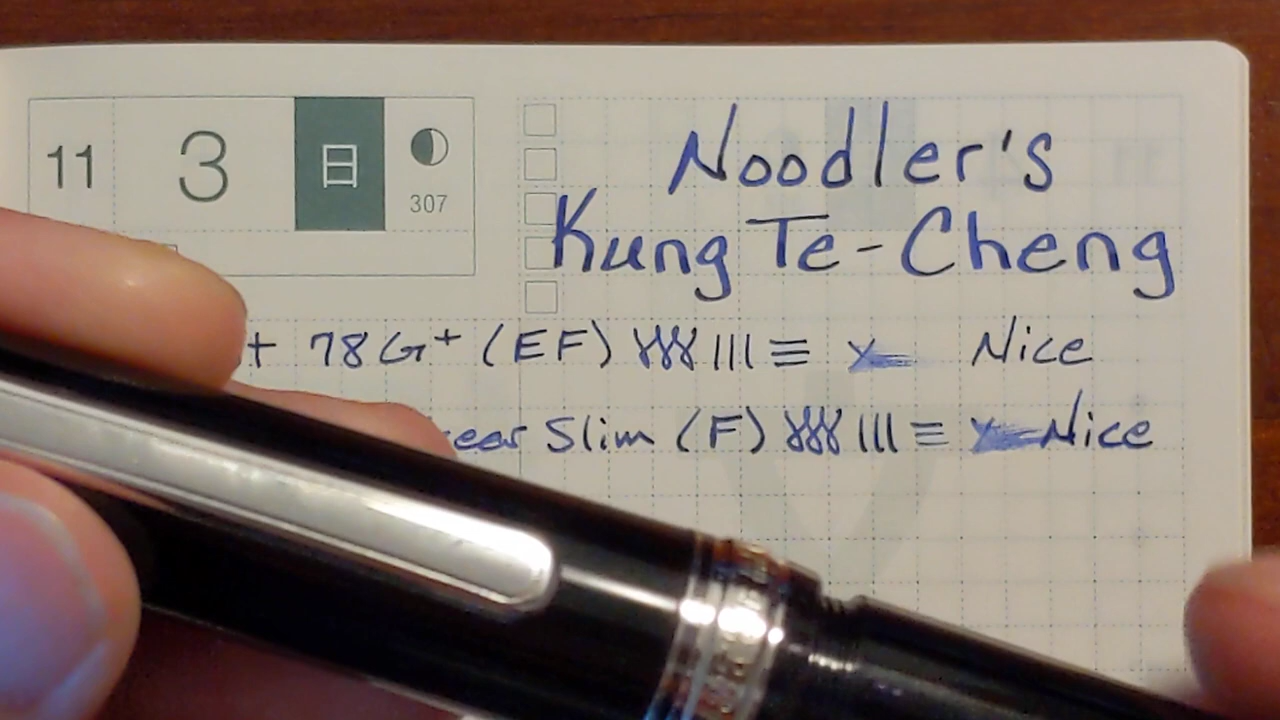 11 3 日
307
Noodler's
Kung Te-Cheng
+ 78G+ (EF) ||| ≡ x Nice
Slim (F) ||| ≡ x Nice